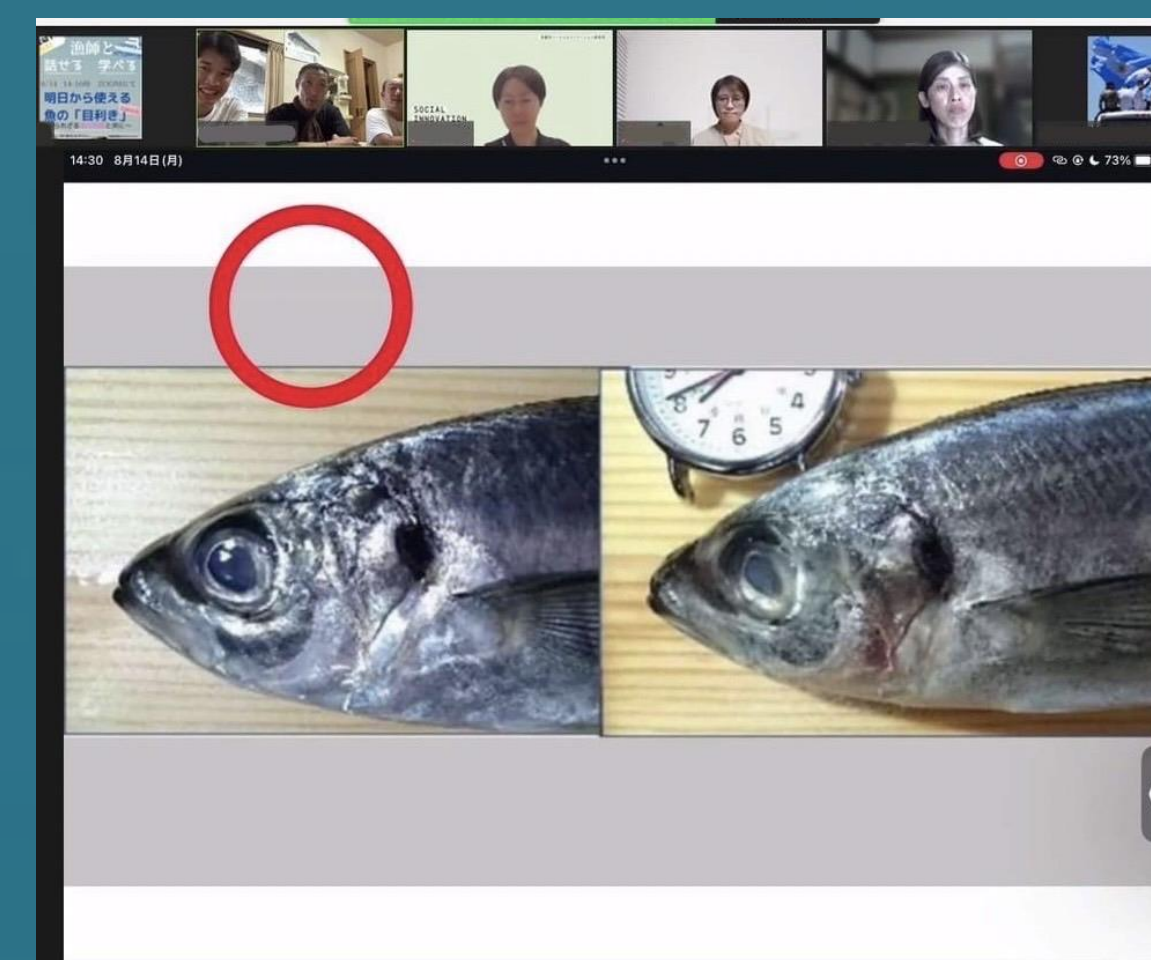 漁師と
話せる 学べる
明日から使える
魚の「目利き」
SOCIAL
INNOVATION
14:30 8月14日(月)
73%
8
7
6
5
4